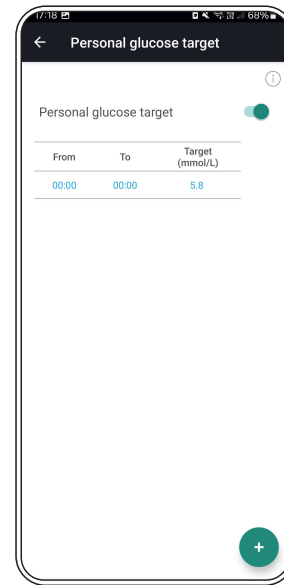 17:18 68%
Personal glucose target
Personal glucose target
From To Target (mmol/L)
00:00 00:00 5.8
+